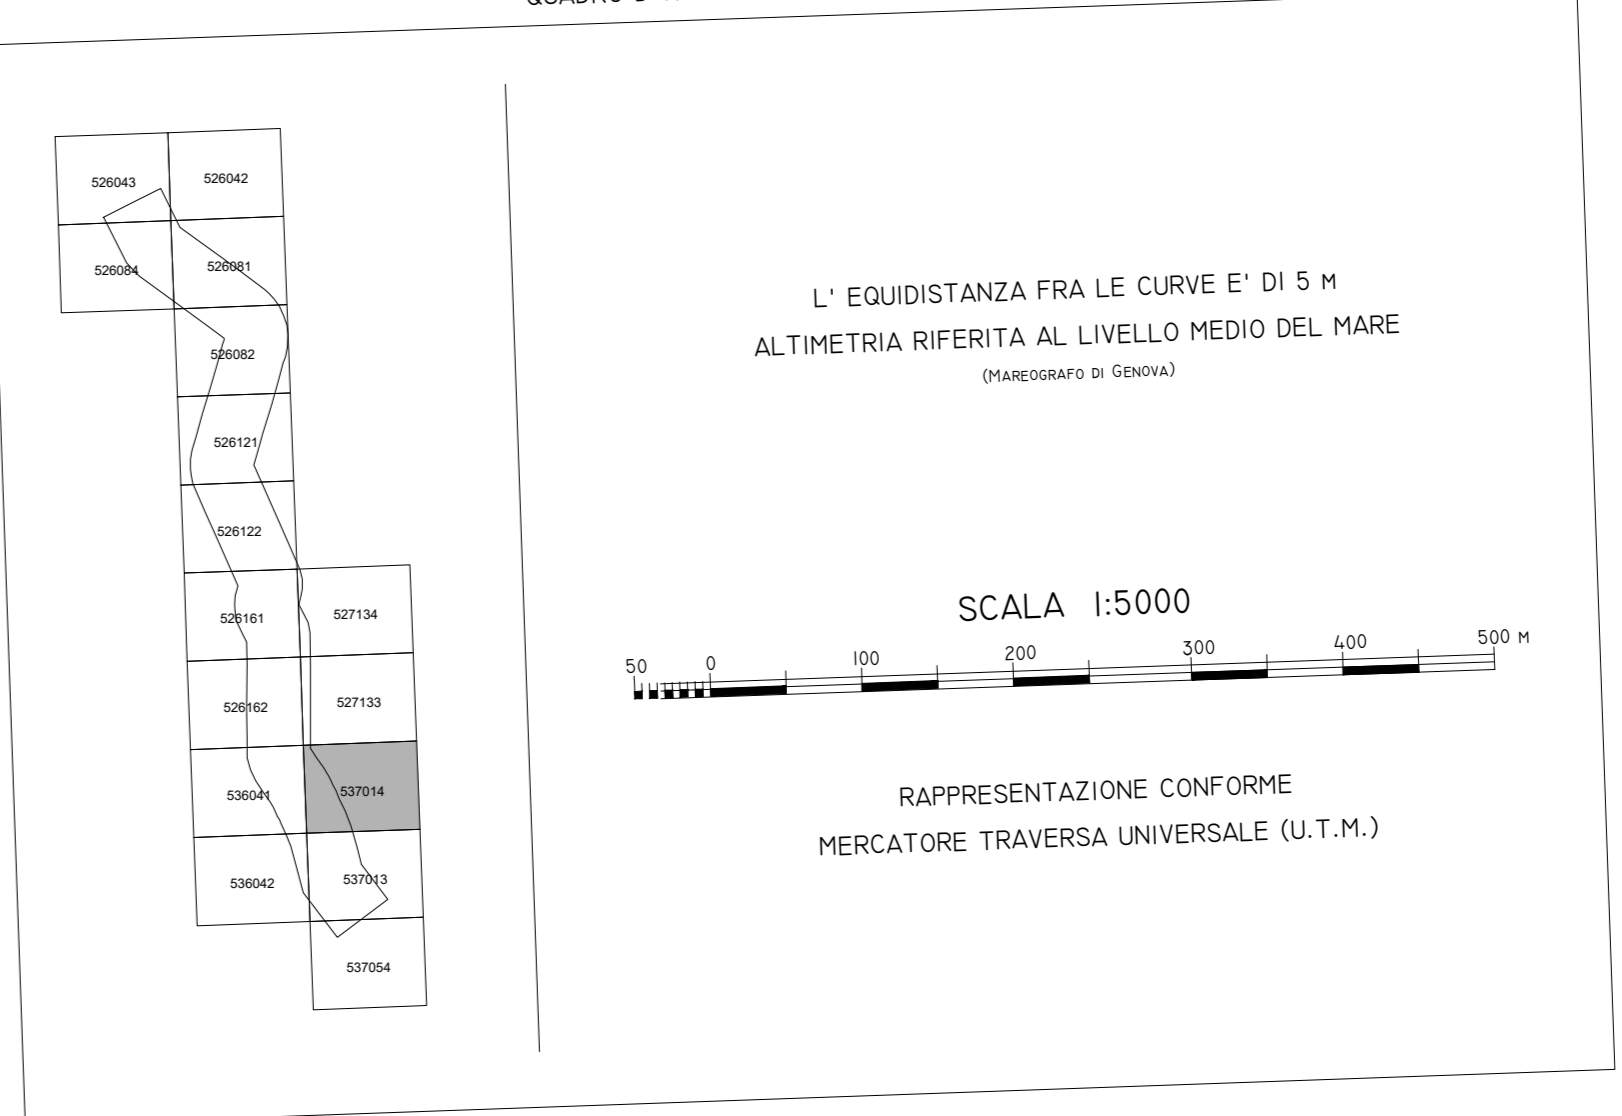 526043 526042
526084 526081
526082
526121
526122
526161 527134
526162 527133
536041 537014
536042 537013
537054
L' EQUIDISTANZA FRA LE CURVE E' DI 5 M
ALTIMETRIA RIFERITA AL LIVELLO MEDIO DEL MARE
(MAREOGRAFO DI GENOVA)
SCALA 1:5000
50 0 100 200 300 400 500 M
RAPPRESENTAZIONE CONFORME
MERCATORE TRAVERSA UNIVERSALE (U.T.M.)